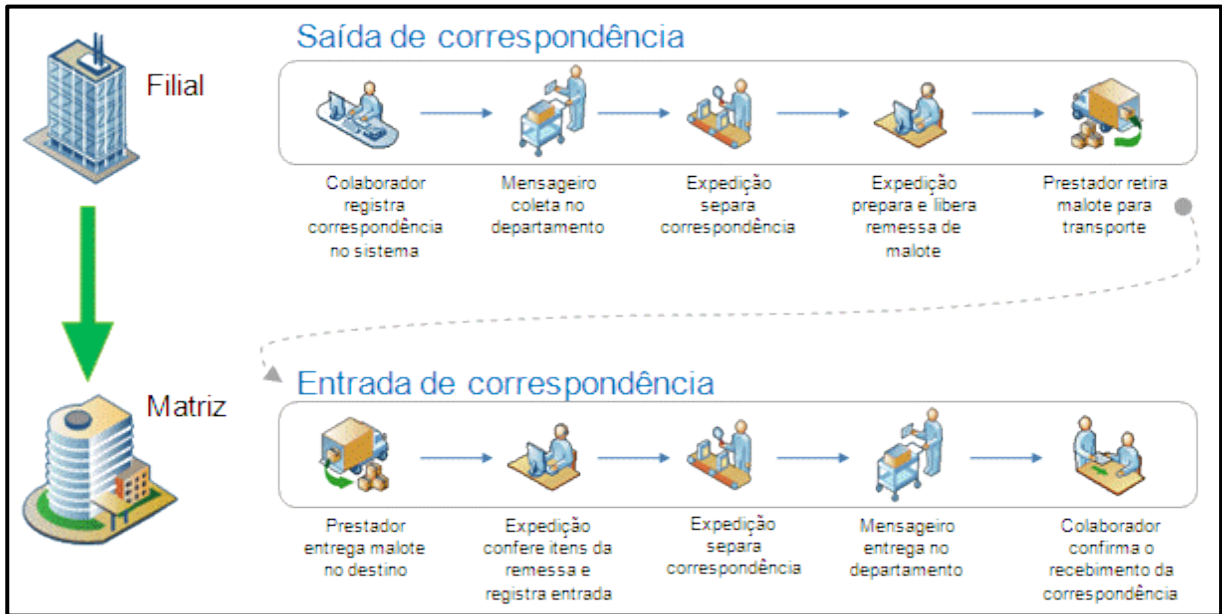 Saída de correspondência
Filial
Colaborador
registra
correspondência
no sistema
Mensageiro
coleta no
departamento
Expedição
separa
correspondência
Expedição
prepara e libera
remessa de
malote
Prestador retira
malote para
transporte
Entrada de correspondência
Matriz
Prestador
entrega malote
no destino
Expedição
confere itens da
remessa e
registra entrada
Expedição
separa
correspondência
Mensageiro
entrega no
departamento
Colaborador
confirma o
recebimento da
correspondência